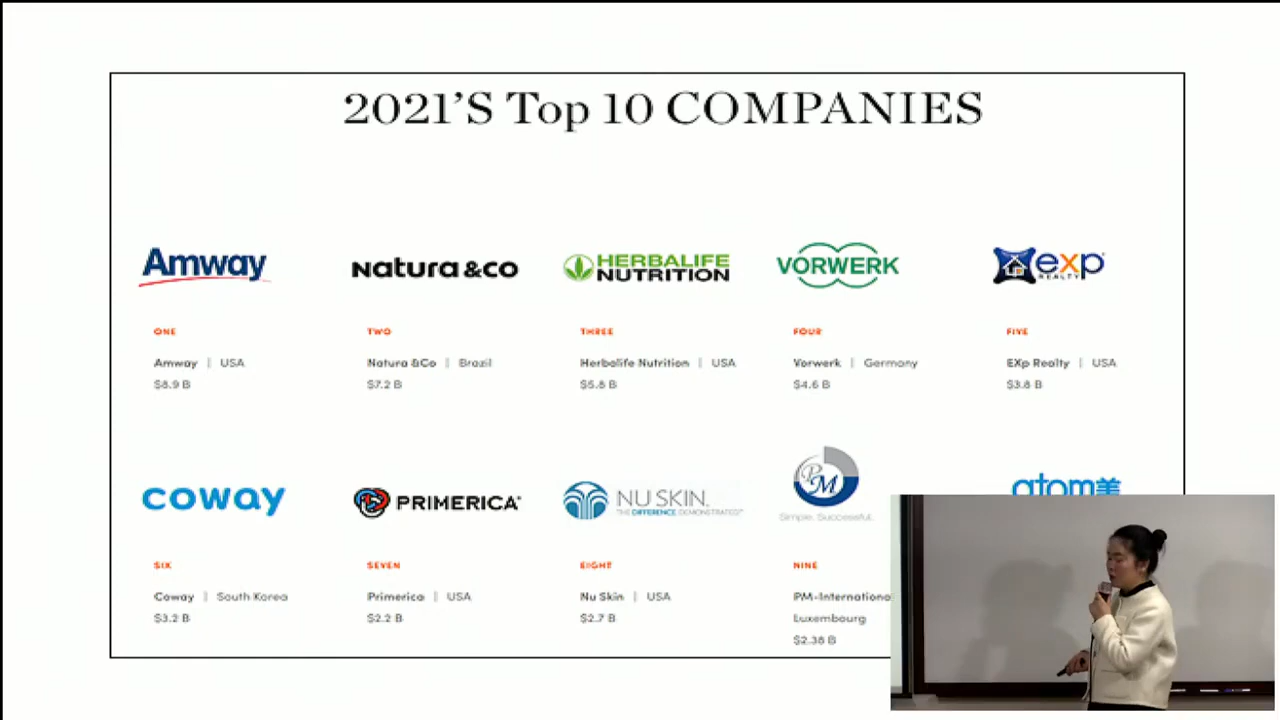 2021'S Top 10 COMPANIES
Amway
natura &co
HERBALIFE
NUTRITION
VORWERK
exp
REALTY
ONE
TWO
THREE
FOUR
FIVE
Amway | USA
Natura &Co | Brazil
Herbalife Nutrition | USA
Vorwerk | Germany
EXp Realty | USA
$8.9 B
$7.2 B
$5.8 B
$4.6 B
$3.8 B
coway
PRIMERICA
NU SKIN.
THE DIFFERENCE. DEMONSTRATED.™
PM
Simple. Successful.
atom美
SIX
SEVEN
EIGHT
NINE
Coway | South Korea
Primerica | USA
Nu Skin | USA
PM-Internationa
Luxembourg
$3.2 B
$2.2 B
$2.7 B
$2.38 B